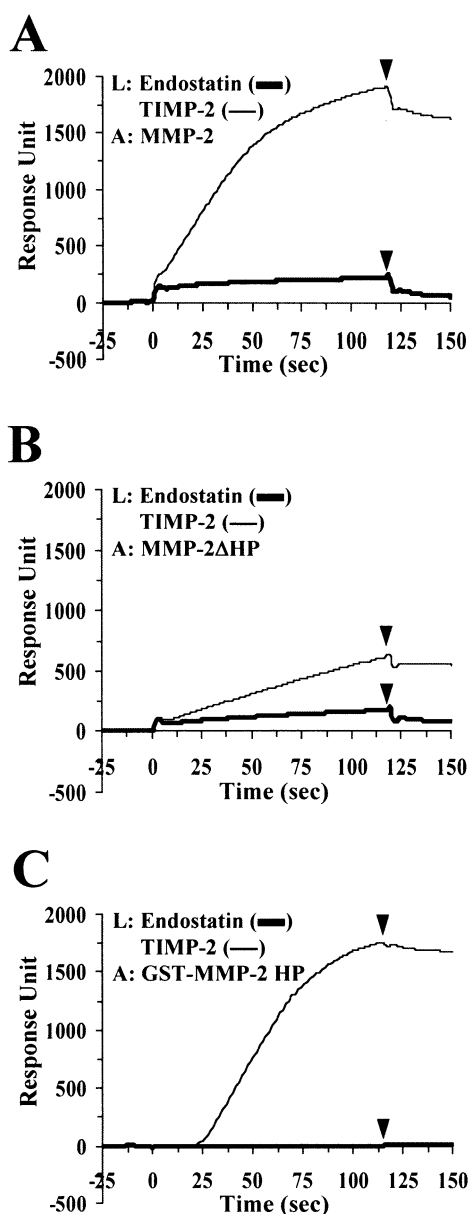 A
2000
1500
1000
500
0
-500
Response Unit
L: Endostatin ( )
TIMP-2 ( )
A: MMP-2
-25 0 25 50 75 100 125 150
Time (sec)
B
2000
1500
1000
500
0
-500
Response Unit
L: Endostatin ( )
TIMP-2 ( )
A: MMP-2ΔHP
-25 0 25 50 75 100 125 150
Time (sec)
C
2000
1500
1000
500
0
-500
Response Unit
L: Endostatin ( )
TIMP-2 ( )
A: GST-MMP-2 HP
-25 0 25 50 75 100 125 150
Time (sec)